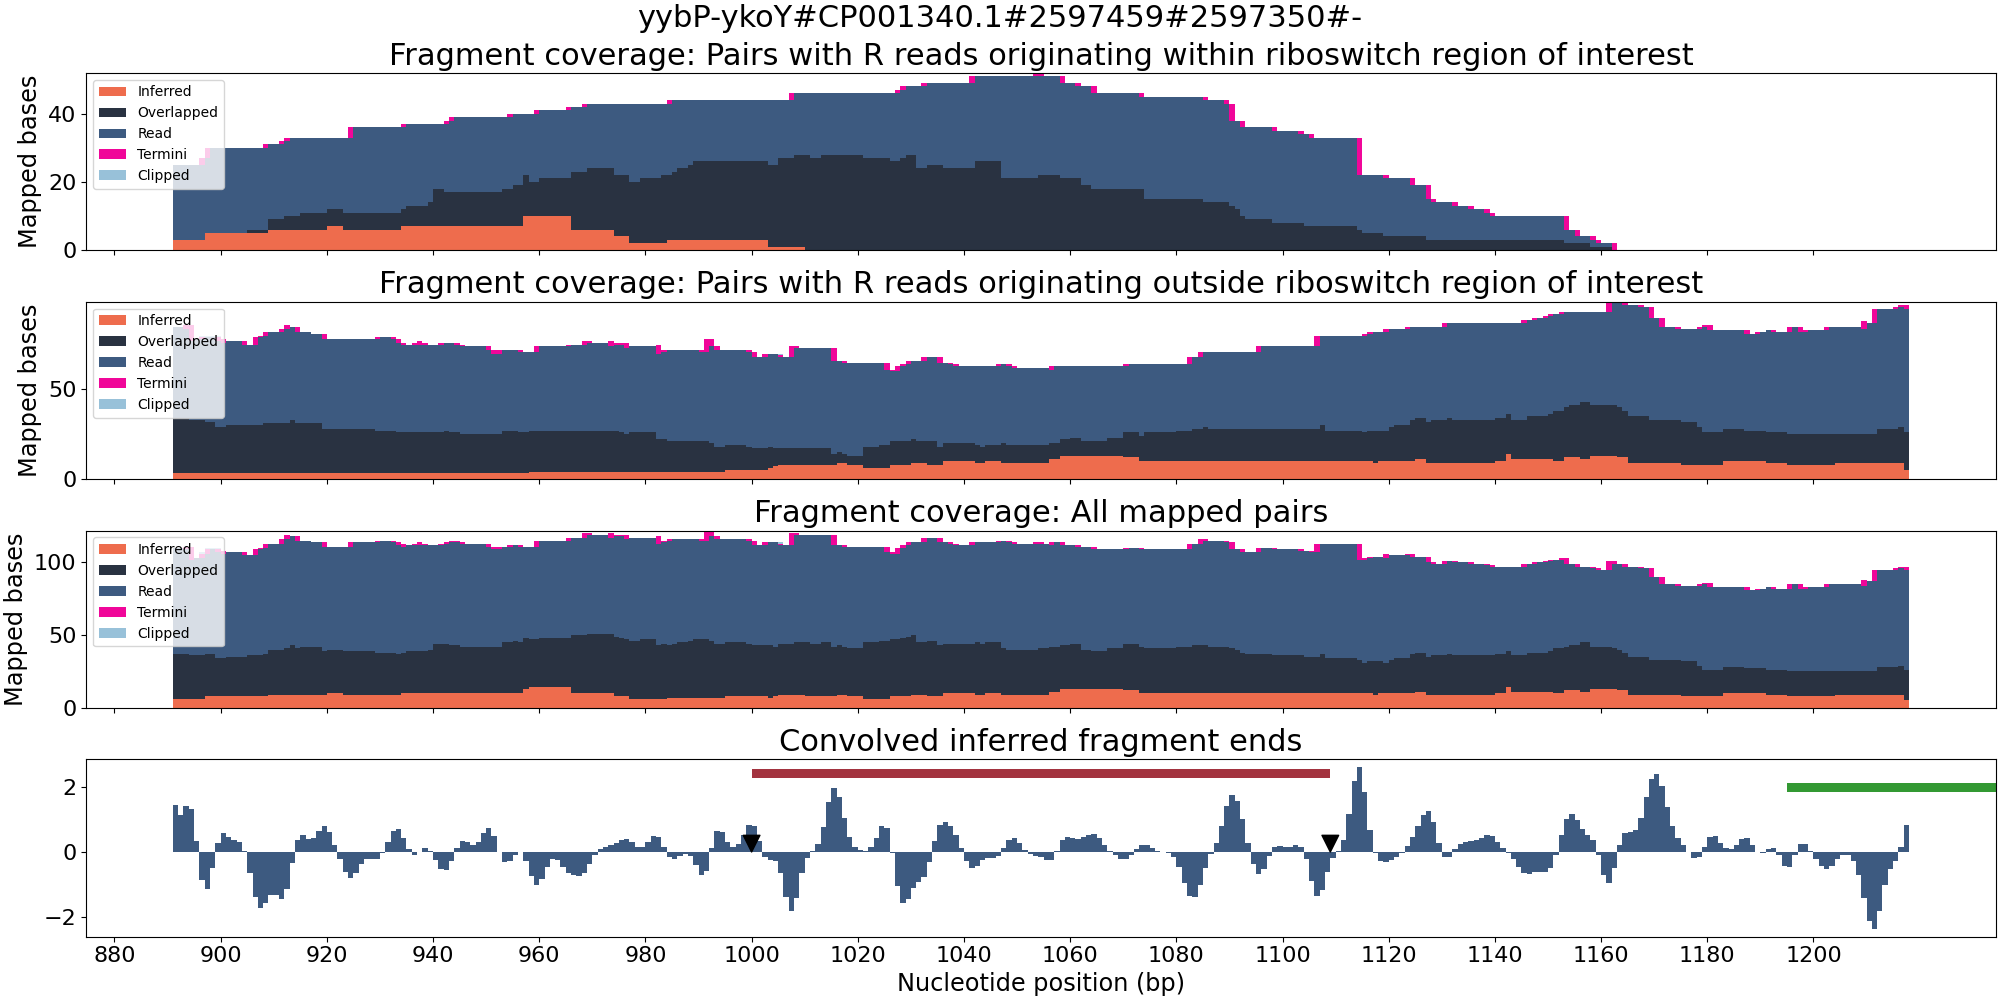 yybP-ykoY#CP001340.1#2597459#2597350#-
Fragment coverage: Pairs with R reads originating within riboswitch region of interest
Mapped bases
40
20
0
Inferred
Overlapped
Read
Termini
Clipped
Fragment coverage: Pairs with R reads originating outside riboswitch region of interest
Mapped bases
50
0
Inferred
Overlapped
Read
Termini
Clipped
Fragment coverage: All mapped pairs
Mapped bases
100
50
0
Inferred
Overlapped
Read
Termini
Clipped
Convolved inferred fragment ends
2
0
−2
880 900 920 940 960 980 1000 1020 1040 1060 1080 1100 1120 1140 1160 1180 1200
Nucleotide position (bp)